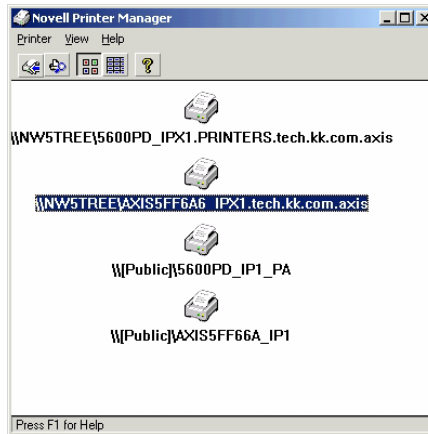 Novell Printer Manager
Printer View Help
\\NW5TREE\5600PD_IPX1.PRINTERS.tech.kk.com.axis
\\NW5TREE\AXIS5FF6A6_IPX1.tech.kk.com.axis
\\[Public]\5600PD_IP1_PA
\\[Public]\AXIS5FF66A_IP1
Press F1 for Help